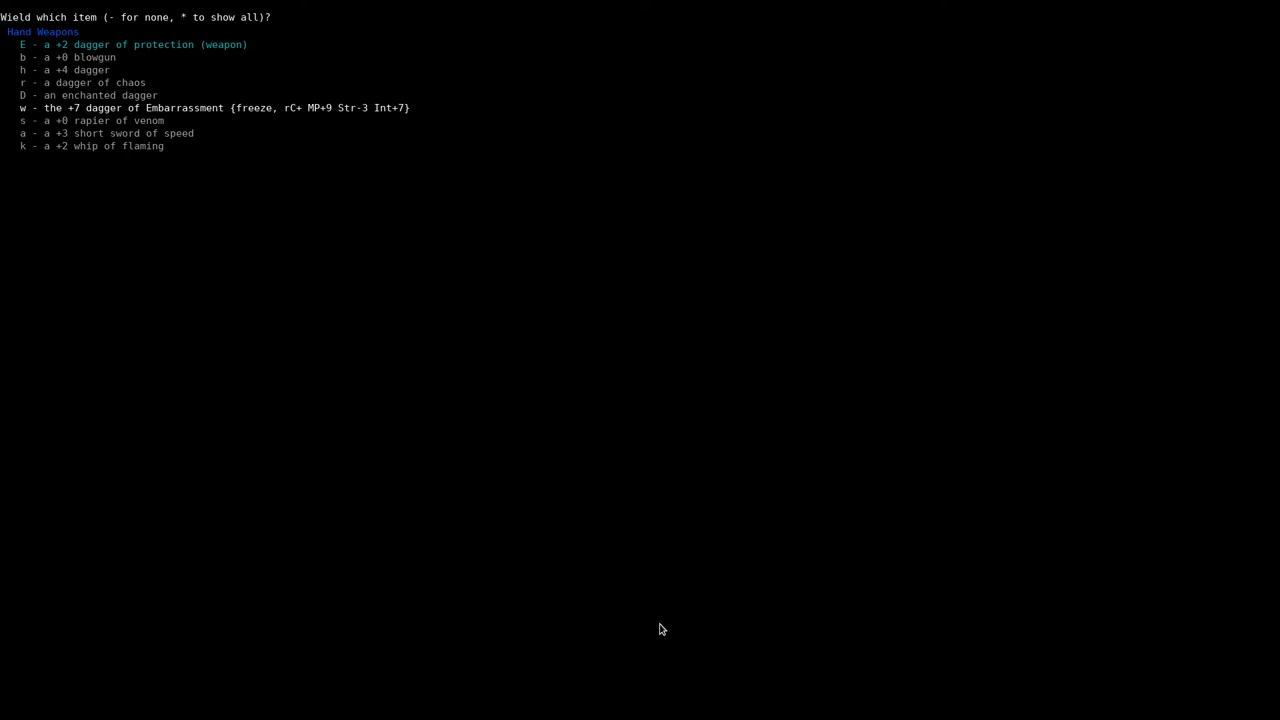 Wield which item (- for none, * to show all)?
Hand Weapons
E - a +2 dagger of protection (weapon)
b - a +0 blowgun
h - a +4 dagger
r - a dagger of chaos
D - an enchanted dagger
w - the +7 dagger of Embarrassment {freeze, rC+ MP+9 Str-3 Int+7}
s - a +0 rapier of venom
a - a +3 short sword of speed
k - a +2 whip of flaming